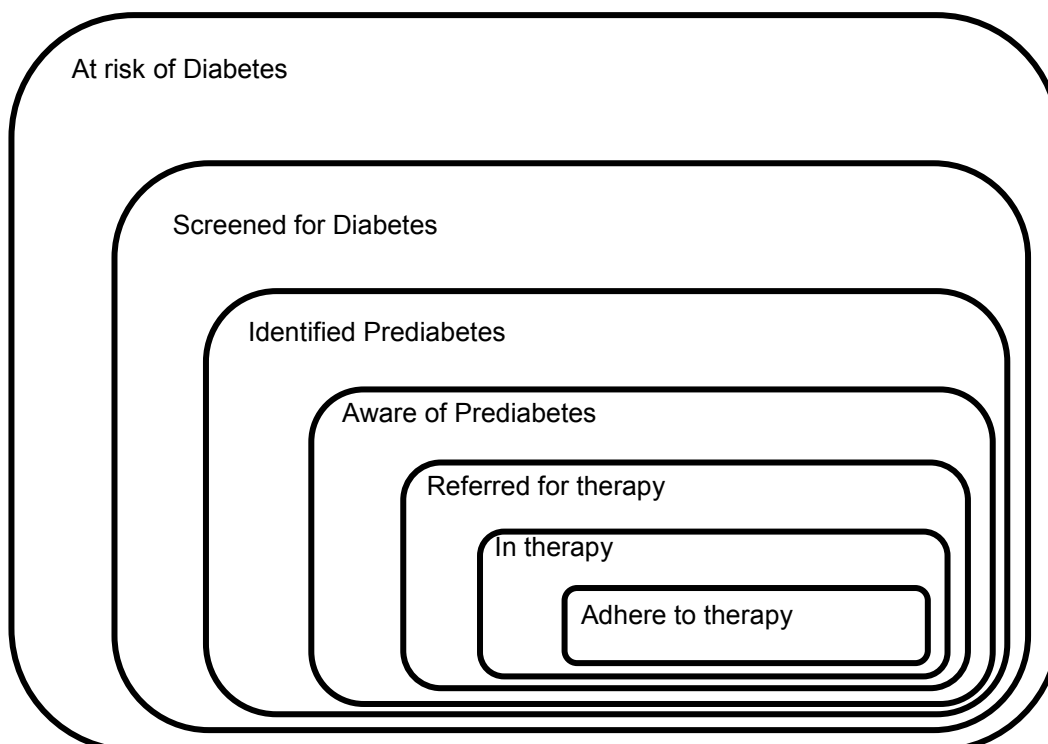 At risk of Diabetes
Screened for Diabetes
Identified Prediabetes
Aware of Prediabetes
Referred for therapy
In therapy
Adhere to therapy